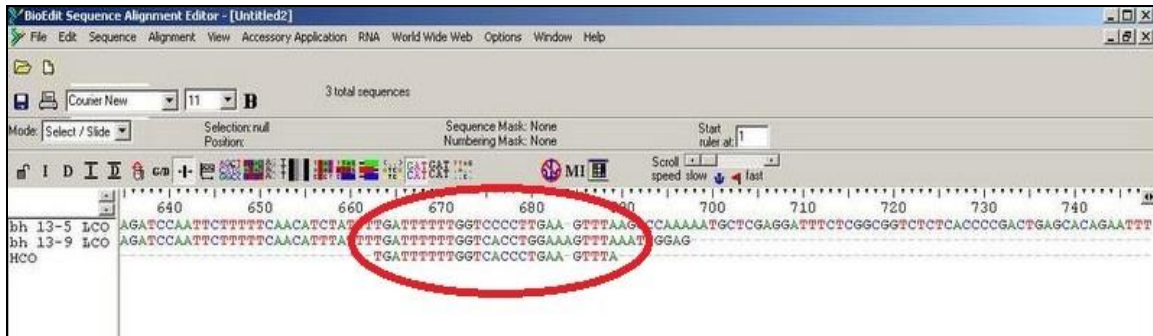 BioEdit Sequence Alignment Editor - [Untitled2]
File Edit Sequence Alignment View Accessory Application RNA World Wide Web Options Window Help
Courier New 11 B 3 total sequences
Mode: Select / Slide Selection: null Sequence Mask: None Start
Position: Numbering Mask: None ruler at: 1
I D I D MI Scroll
speed slow fast
640 650 660 670 680 690 700 710 720 730 740
bh 13-5 LCO AGATCCAATTCTTTTTCAACATCTAT TTGATTTTTTGGTCCCCTTGAA-GTTTAAG CCAAAAATGCTCGAGGATTTCTCGGCGGTCTCTCACCCCGACTGAGCACAGAATTT
bh 13-9 LCO AGATCCAATTCTTTTTCAACATTTAT TTTGATTTTTTGGTCACCTGGAAAGTTTAAAT GGAG
HCO TGATTTTTTGGTCACCCTGAA-GTTTA